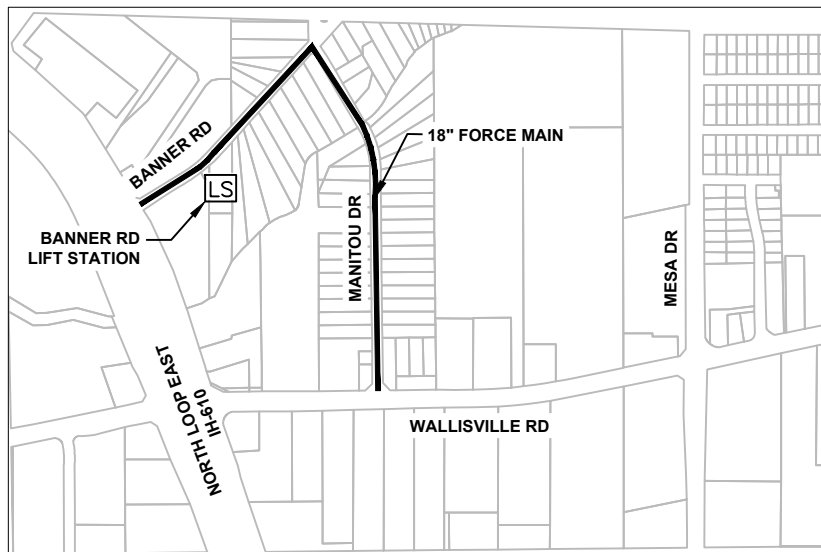 BANNER RD
18" FORCE MAIN
LS
BANNER RD
LIFT STATION
MANITOU DR
MESA DR
NORTH LOOP EAST
IH-610
WALLISVILLE RD